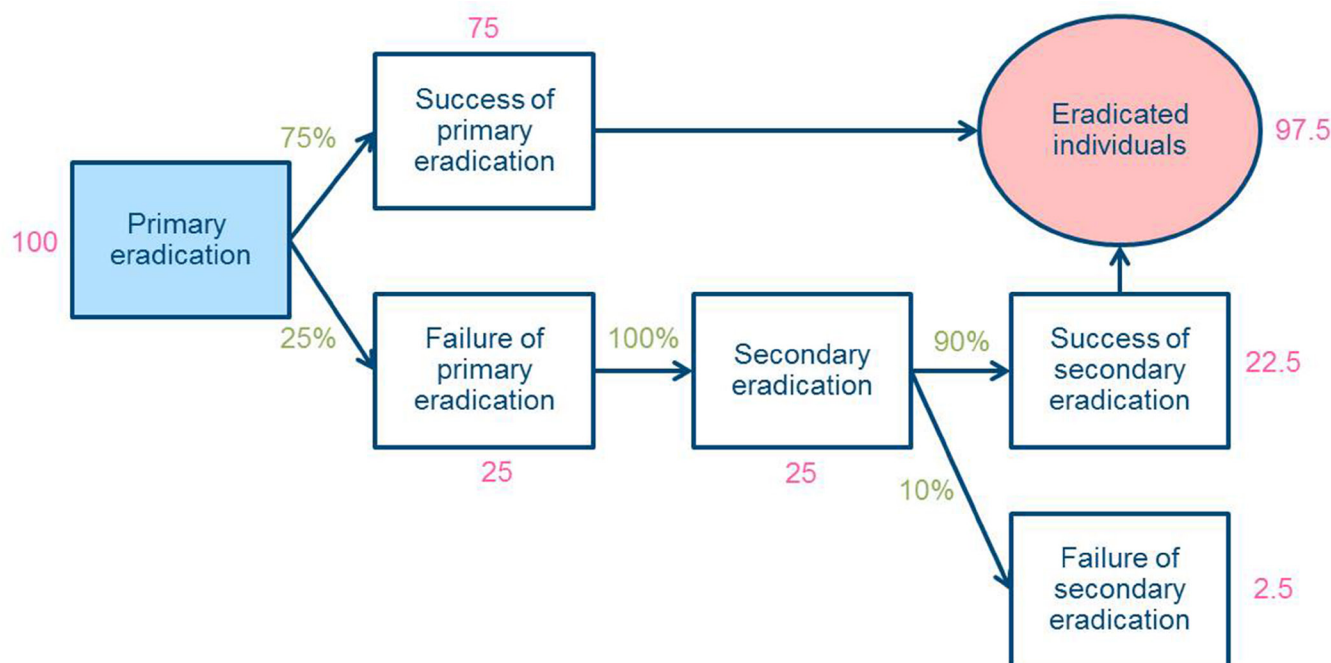 75
Success of
primary
eradication
Eradicated
individuals
97.5
75%
Primary
eradication
100
25%
Failure of
primary
eradication
25
100%
Secondary
eradication
25
90%
Success of
secondary
eradication
22.5
10%
Failure of
secondary
eradication
2.5